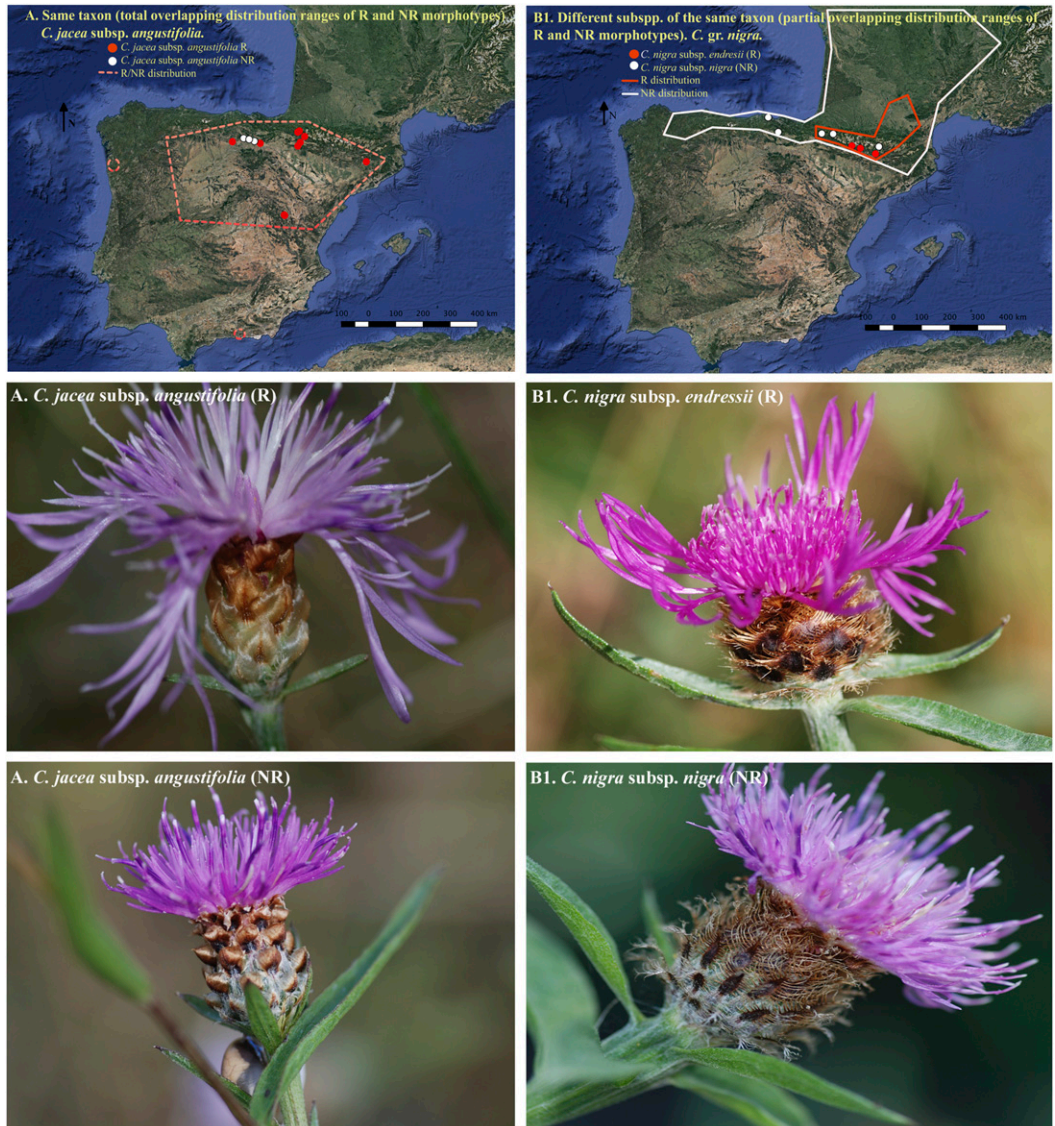 A. Same taxon (total overlapping distribution ranges of R and NR morphotypes).
C. jacea subsp. angustifolia.
C. jacea subsp. angustifolia R
C. jacea subsp. angustifolia NR
R/NR distribution
N
100 0 100 200 300 400 km
B1. Different subspp. of the same taxon (partial overlapping distribution ranges of
R and NR morphotypes). C. gr. nigra.
C. nigra subsp. endressii (R)
C. nigra subsp. nigra (NR)
R distribution
NR distribution
N
100 0 100 200 300 400 km
A. C. jacea subsp. angustifolia (R)
B1. C. nigra subsp. endressii (R)
A. C. jacea subsp. angustifolia (NR)
B1. C. nigra subsp. nigra (NR)